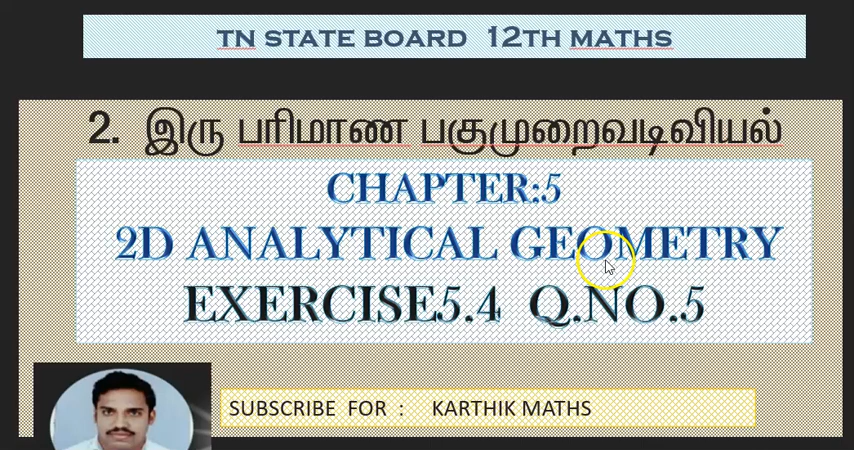 TN STATE BOARD 12TH MATHS
2. இரு பரிமாண பகுமுறைவடிவியல்
CHAPTER:5
2D ANALYTICAL GEOMETRY
EXERCISE5.4 Q.NO.5
SUBSCRIBE FOR : KARTHIK MATHS